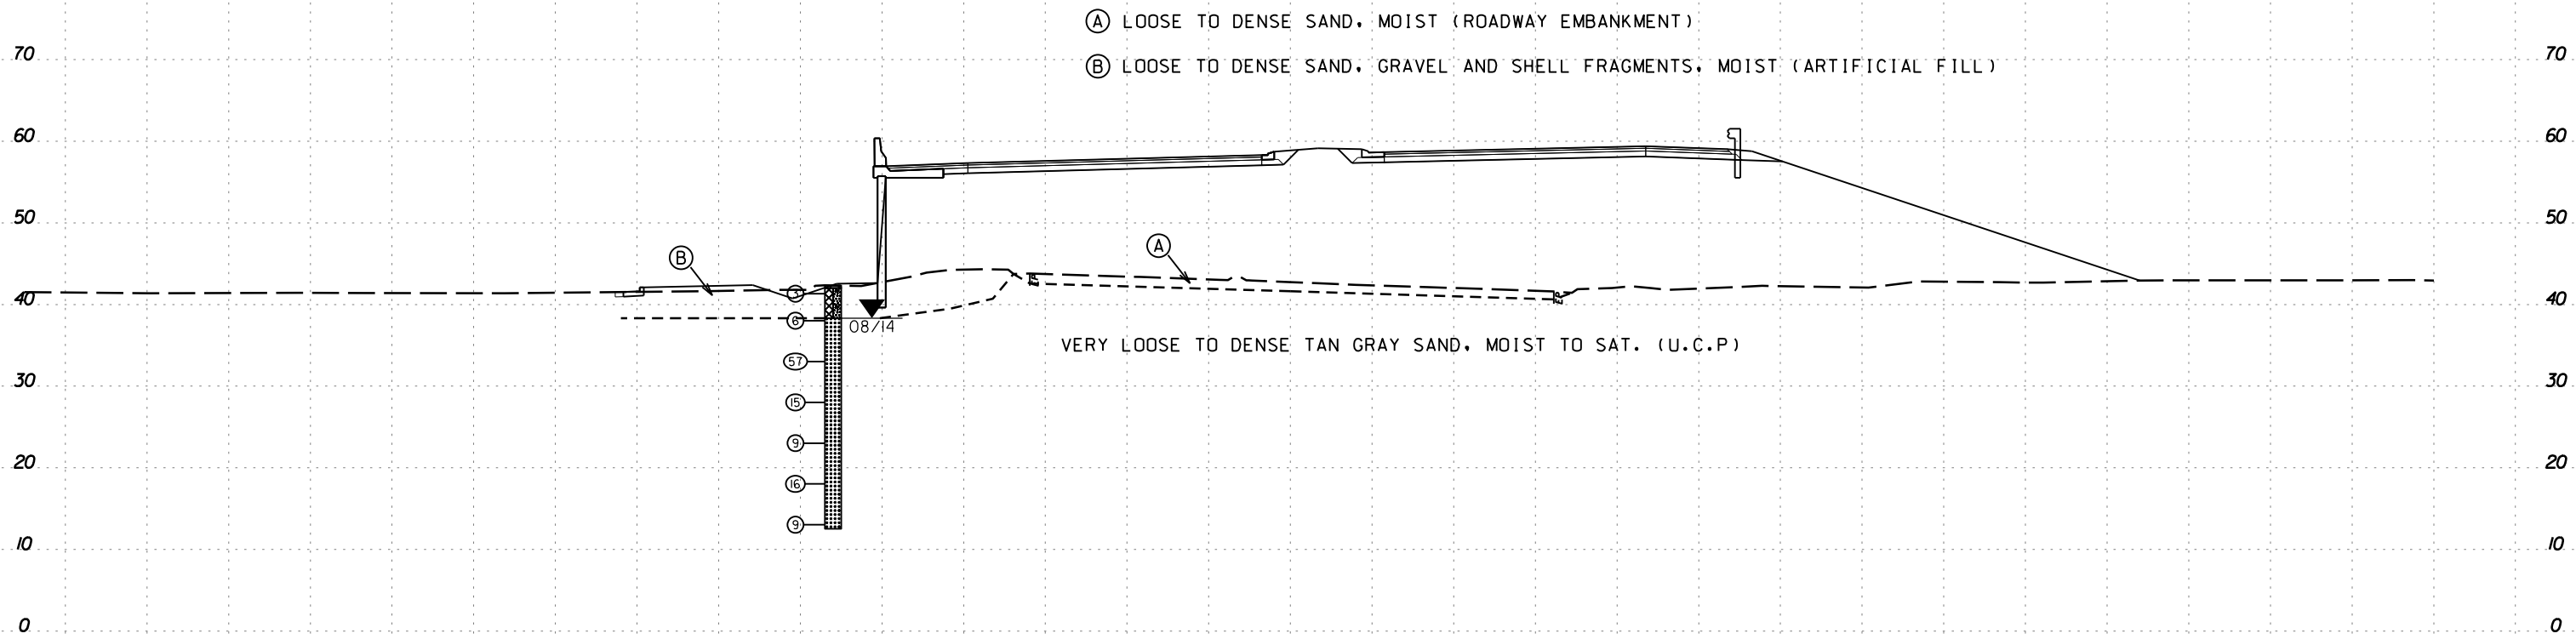 Ⓐ LOOSE TO DENSE SAND, MOIST (ROADWAY EMBANKMENT)
70 70
Ⓑ LOOSE TO DENSE SAND, GRAVEL AND SHELL FRAGMENTS, MOIST (ARTIFICIAL FILL)
60 60
50 50
B A
EP
3 EP
40 40
6 08/14
VERY LOOSE TO DENSE TAN GRAY SAND, MOIST TO SAT. (U.C.P)
57
30 30
15
9
20 20
16
9
10 10
0 0